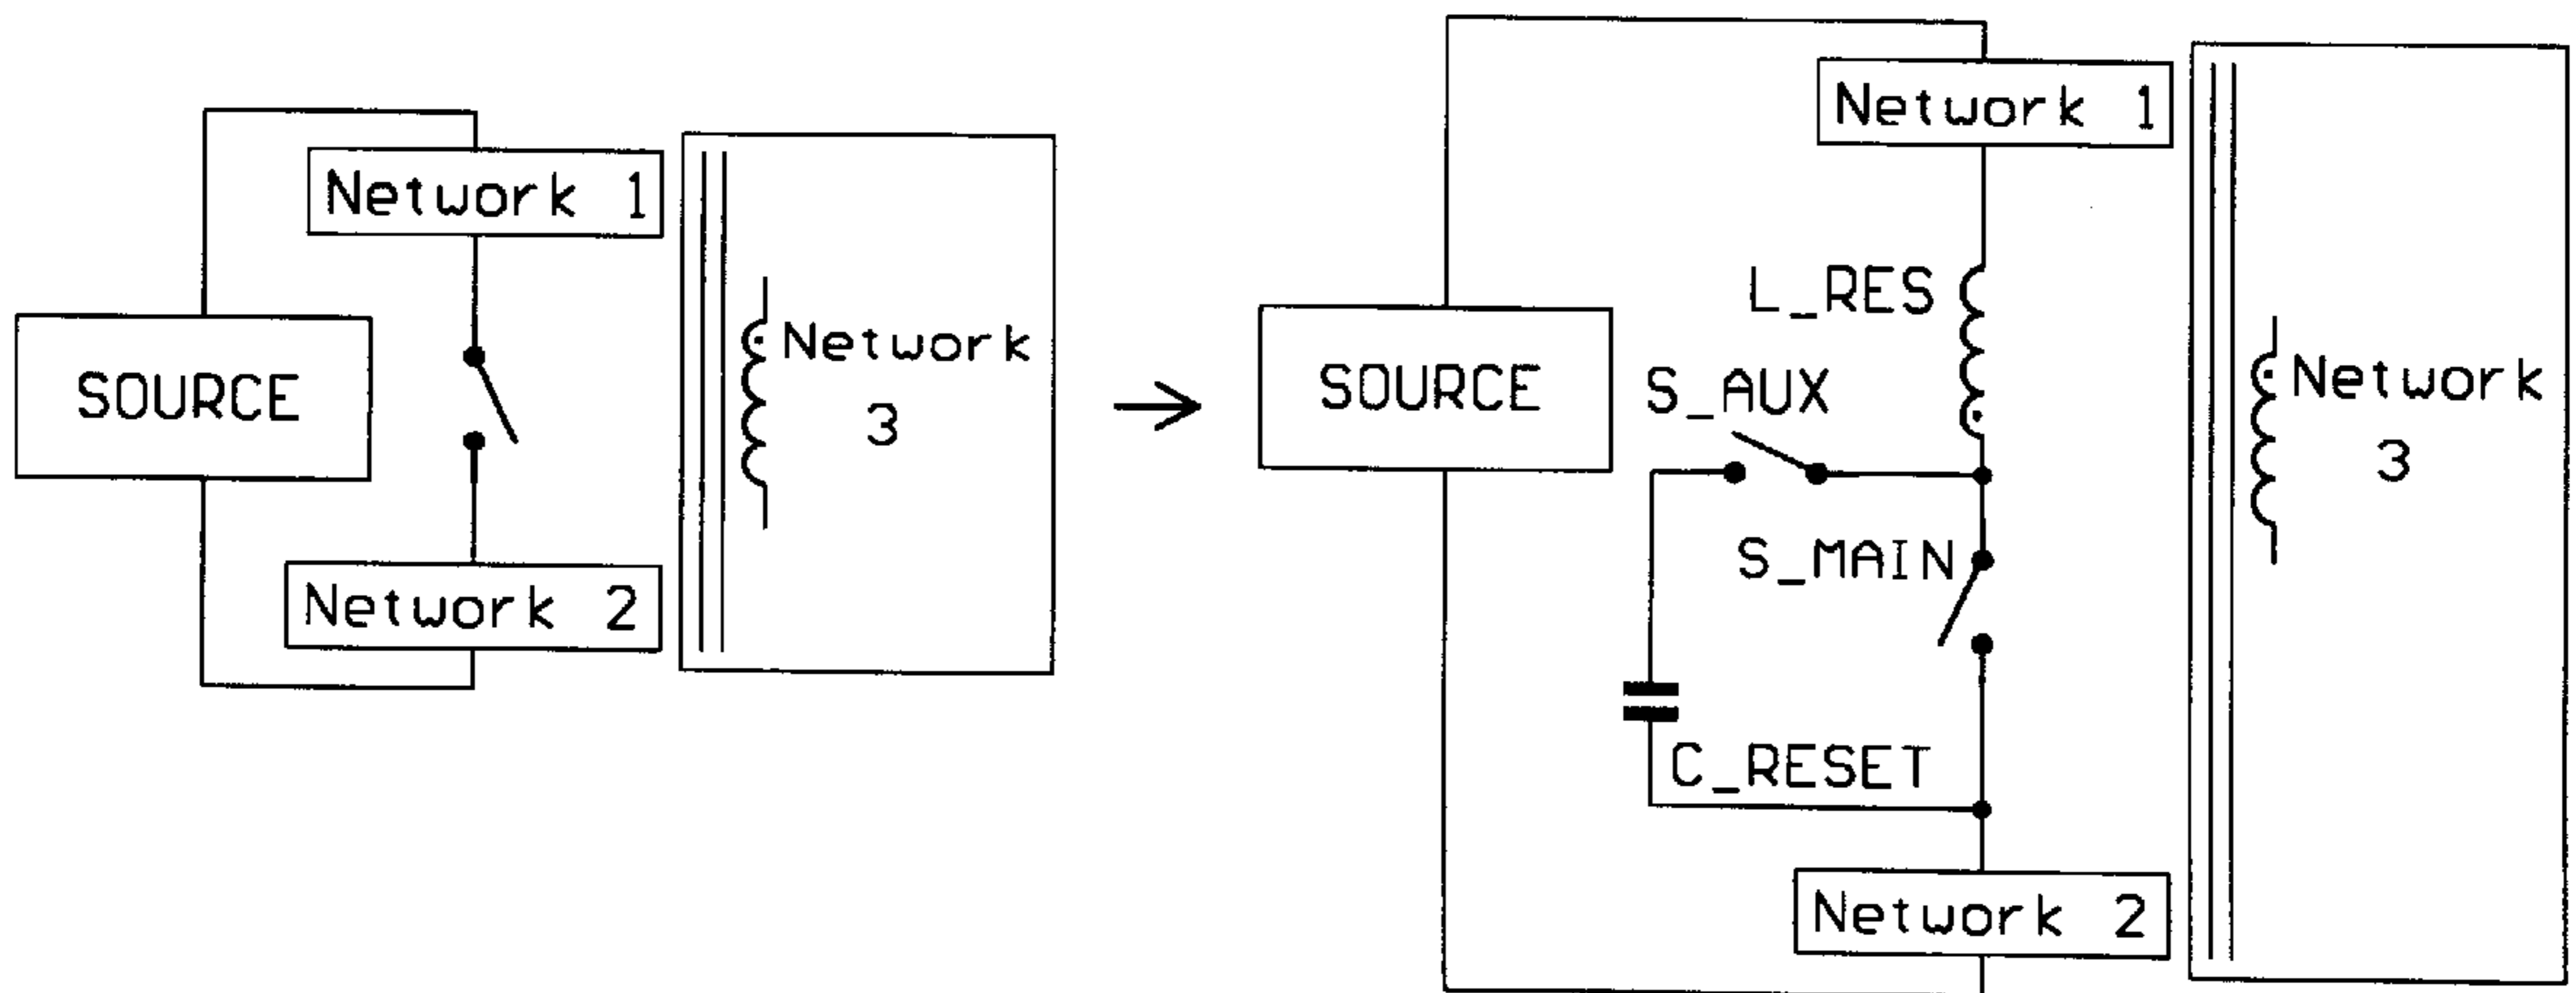 Network 1
SOURCE
Network
3
Network 2
Network 1
L_RES
SOURCE
S_AUX
Network
3
S_MAIN
C_RESET
Network 2